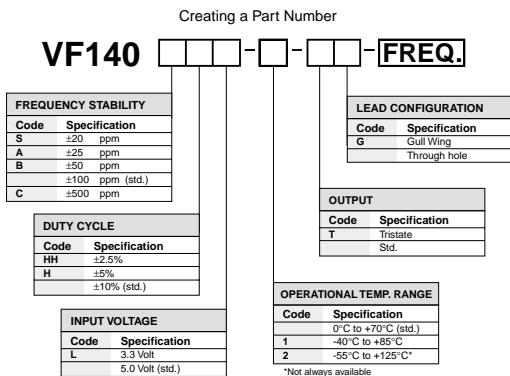 Creating a Part Number
VF140 - - - FREQ.
FREQUENCY STABILITY
Code Specification
S ±20 ppm
A ±25 ppm
B ±50 ppm
±100 ppm (std.)
C ±500 ppm
DUTY CYCLE
Code Specification
HH ±2.5%
H ±5%
±10% (std.)
INPUT VOLTAGE
Code Specification
L 3.3 Volt
5.0 Volt (std.)
LEAD CONFIGURATION
Code Specification
G Gull Wing
Through hole
OUTPUT
Code Specification
T Tristate
Std.
OPERATIONAL TEMP. RANGE
Code Specification
0°C to +70°C (std.)
1 -40°C to +85°C
2 -55°C to +125°C*
*Not always available